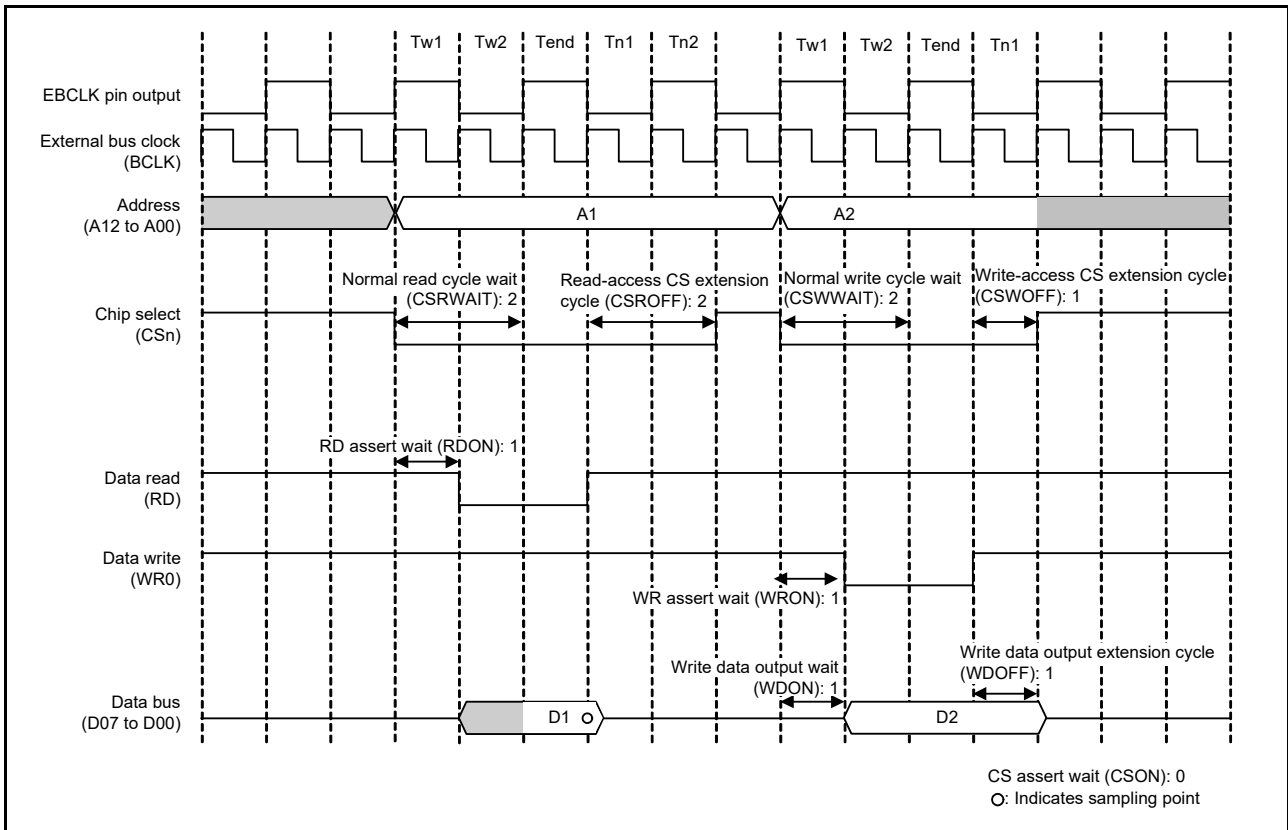 Tw1 Tw2 Tend Tn1 Tn2 Tw1 Tw2 Tend Tn1
EBCLK pin output
External bus clock
(BCLK)
Address
(A12 to A00)
A1
A2
Normal read cycle wait
(CSRWAIT): 2
Read-access CS extension
cycle (CSROFF): 2
Normal write cycle wait
(CSWWAIT): 2
Write-access CS extension cycle
(CSWOFF): 1
Chip select
(CSn)
RD assert wait (RDON): 1
Data read
(RD)
Data write
(WR0)
WR assert wait (WRON): 1
Write data output wait
(WDON): 1
Write data output extension cycle
(WDOFF): 1
Data bus
(D07 to D00)
D1
D2
CS assert wait (CSON): 0
O: Indicates sampling point